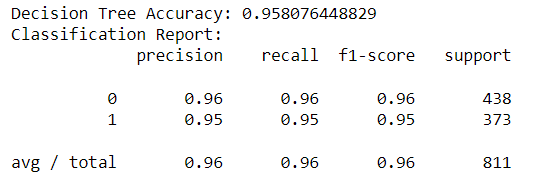 Decision Tree Accuracy: 0.958076448829
Classification Report:
precision recall f1-score support
0 0.96 0.96 0.96 438
1 0.95 0.95 0.95 373
avg / total 0.96 0.96 0.96 811